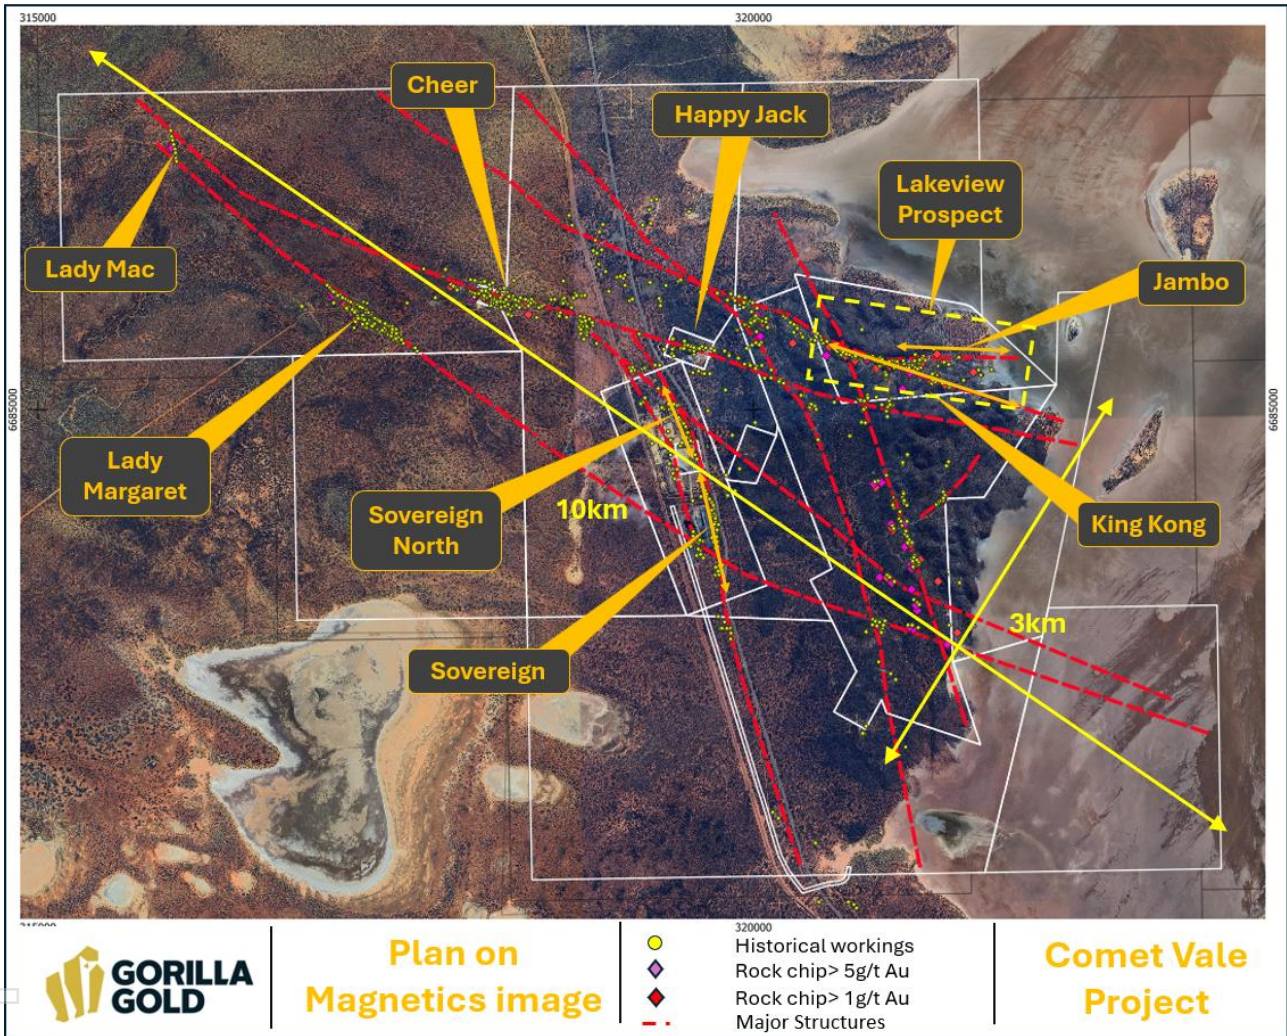 315000
320000
Cheer
Happy Jack
Lakeview
Prospect
Lady Mac
Jambo
6685000
6685000
Lady
Margaret
Sovereign
North
10km
King Kong
3km
Sovereign
315000
320000
GORILLA
GOLD
Plan on
Magnetics image
Historical workings
Rock chip> 5g/t Au
Rock chip> 1g/t Au
Major Structures
Comet Vale
Project